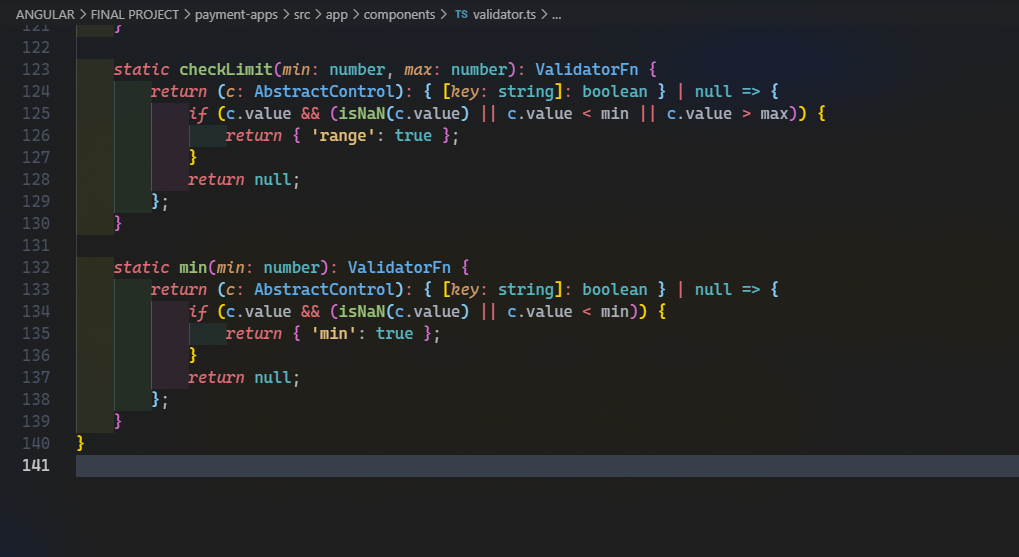 ANGULAR > FINAL PROJECT > payment-apps > src > app > components > TS validator.ts > ...
121 }
122
123 static checkLimit(min: number, max: number): ValidatorFn {
124 return (c: AbstractControl): { [key: string]: boolean } | null => {
125 if (c.value && (isNaN(c.value) || c.value < min || c.value > max)) {
126 return { 'range': true };
127 }
128 return null;
129 };
130 }
131
132 static min(min: number): ValidatorFn {
133 return (c: AbstractControl): { [key: string]: boolean } | null => {
134 if (c.value && (isNaN(c.value) || c.value < min)) {
135 return { 'min': true };
136 }
137 return null;
138 };
139 }
140 }
141